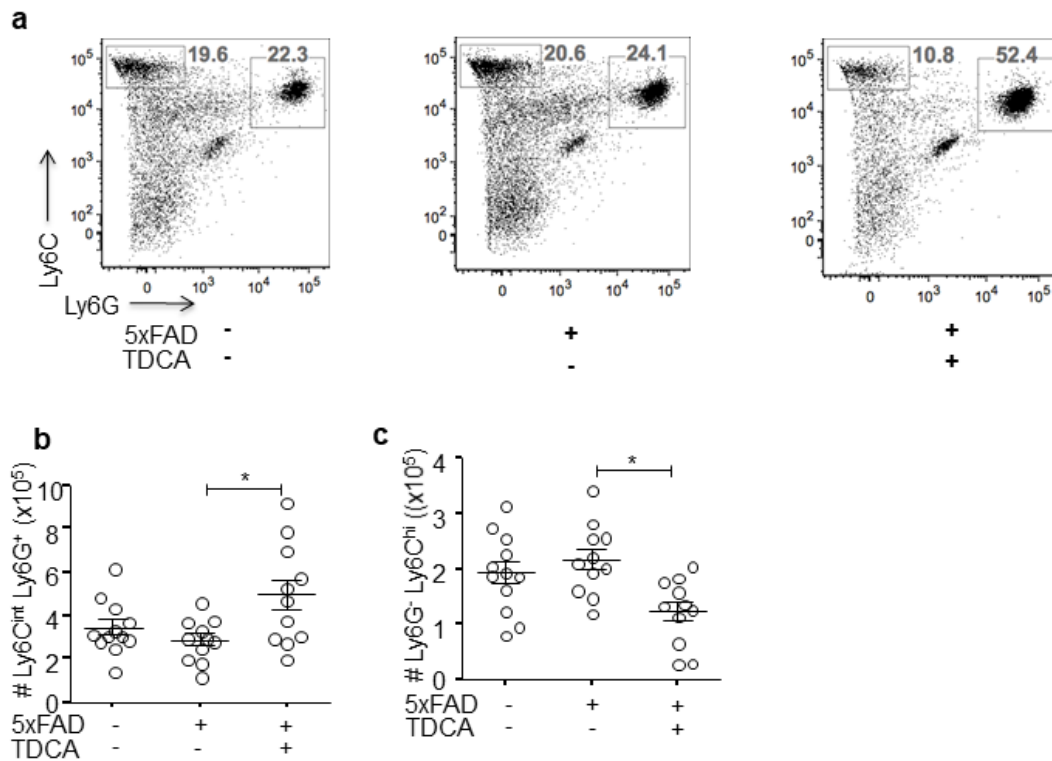 a
19.6 22.3 20.6 24.1 10.8 52.4
10⁵ 10⁵ 10⁵
10⁴ 10⁴ 10⁴
10³ 10³ 10³
10² 10² 10²
0 0 0
Ly6C
0 10³ 10⁴ 10⁵ 0 10³ 10⁴ 10⁵ 0 10³ 10⁴ 10⁵
Ly6G
5xFAD - + +
TDCA - - +
b
# Ly6Cⁱⁿᵗ Ly6G⁺ (x10⁵)
10
8
6
4
2
0
*
5xFAD - + +
TDCA - - +
c
# Ly6G⁻ Ly6Cʰⁱ ((x10⁵)
4
3
2
1
0
*
5xFAD - + +
TDCA - - +